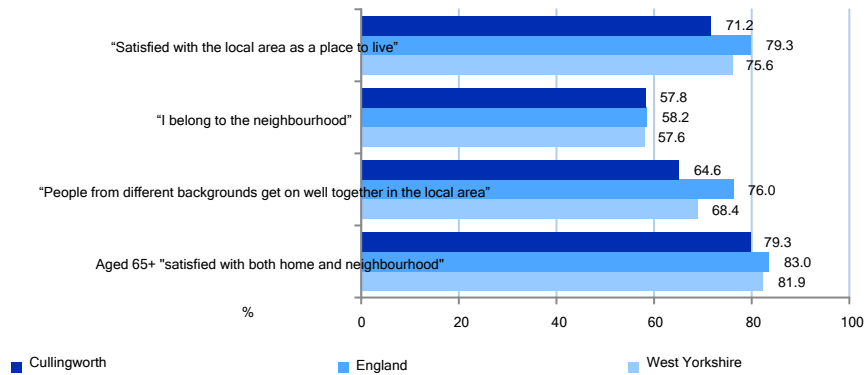 71.2
“Satisfied with the local area as a place to live” 79.3
75.6
57.8
“I belong to the neighbourhood” 58.2
57.6
64.6
“People from different backgrounds get on well together in the local area” 76.0
68.4
79.3
Aged 65+ "satisfied with both home and neighbourhood" 83.0
81.9
% 0 20 40 60 80 100
Cullingworth England West Yorkshire